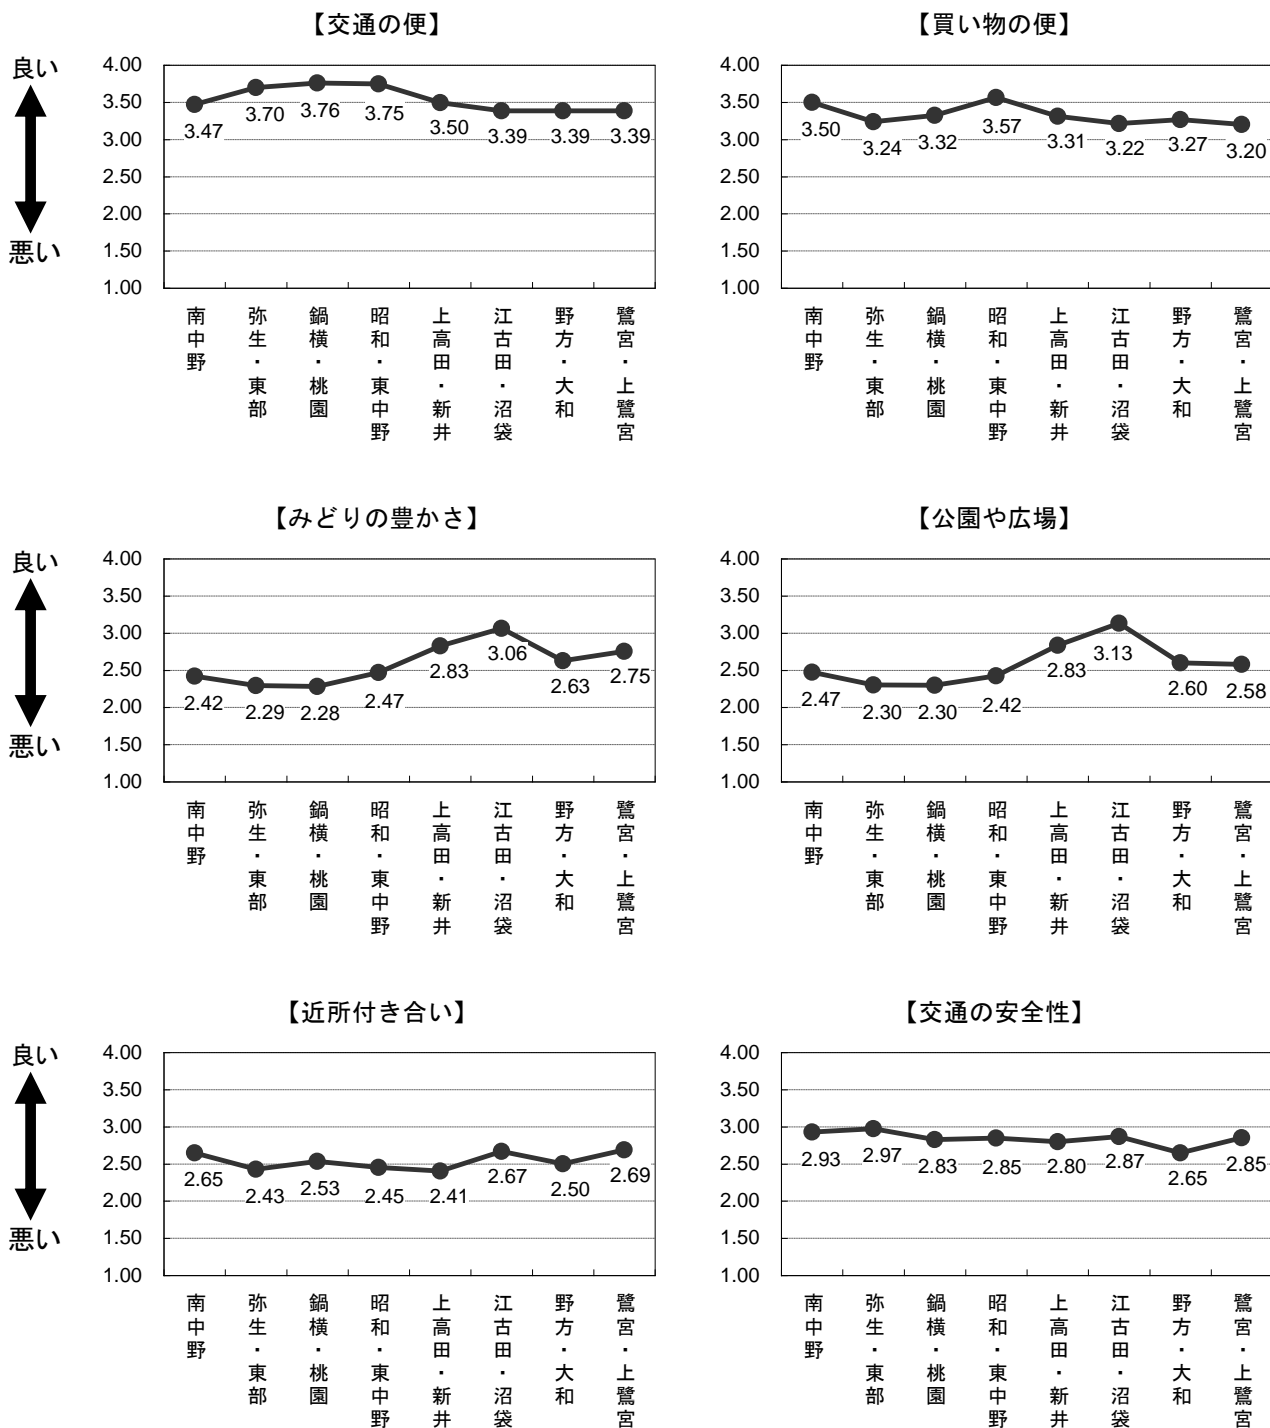 【交通の便】
良い
悪い
4.00
3.50
3.00
2.50
2.00
1.50
1.00
3.47
3.70
3.76
3.75
3.50
3.39
3.39
3.39
南中野
弥生・東部
鍋横・桃園
昭和・東中野
上高田・新井
江古田・沼袋
野方・大和
鷺宮・上鷺宮
【買い物の便】
4.00
3.50
3.00
2.50
2.00
1.50
1.00
3.50
3.24
3.32
3.57
3.31
3.22
3.27
3.20
南中野
弥生・東部
鍋横・桃園
昭和・東中野
上高田・新井
江古田・沼袋
野方・大和
鷺宮・上鷺宮
【みどりの豊かさ】
良い
悪い
4.00
3.50
3.00
2.50
2.00
1.50
1.00
2.42
2.29
2.28
2.47
2.83
3.06
2.63
2.75
南中野
弥生・東部
鍋横・桃園
昭和・東中野
上高田・新井
江古田・沼袋
野方・大和
鷺宮・上鷺宮
【公園や広場】
4.00
3.50
3.00
2.50
2.00
1.50
1.00
2.47
2.30
2.30
2.42
2.83
3.13
2.60
2.58
南中野
弥生・東部
鍋横・桃園
昭和・東中野
上高田・新井
江古田・沼袋
野方・大和
鷺宮・上鷺宮
【近所付き合い】
良い
悪い
4.00
3.50
3.00
2.50
2.00
1.50
1.00
2.65
2.43
2.53
2.45
2.41
2.67
2.50
2.69
南中野
弥生・東部
鍋横・桃園
昭和・東中野
上高田・新井
江古田・沼袋
野方・大和
鷺宮・上鷺宮
【交通の安全性】
4.00
3.50
3.00
2.50
2.00
1.50
1.00
2.93
2.97
2.83
2.85
2.80
2.87
2.65
2.85
南中野
弥生・東部
鍋横・桃園
昭和・東中野
上高田・新井
江古田・沼袋
野方・大和
鷺宮・上鷺宮